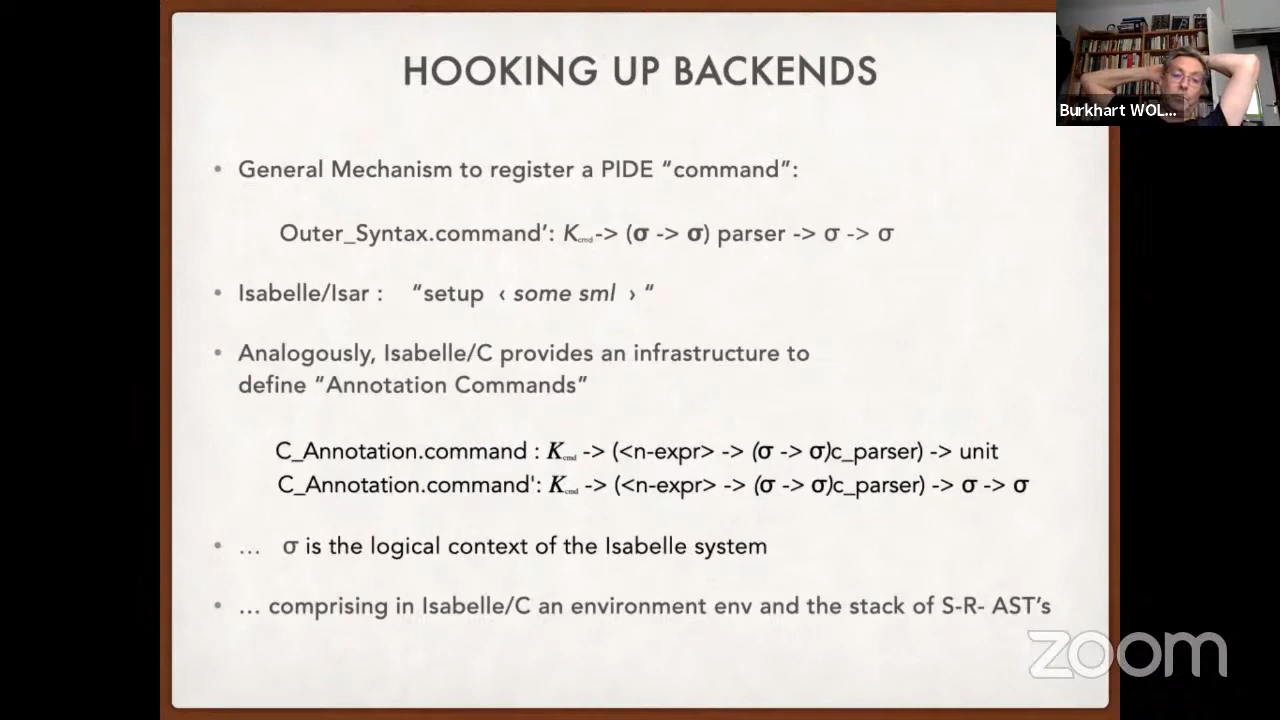 HOOKING UP BACKENDS
Burkhart WOL...
• General Mechanism to register a PIDE “command”:
Outer_Syntax.command’: K_cmd -> (σ -> σ) parser -> σ -> σ
• Isabelle/Isar : “setup ‹ some sml › “
• Analogously, Isabelle/C provides an infrastructure to
define “Annotation Commands”
C_Annotation.command : K_cmd -> (<n-expr> -> (σ -> σ)c_parser) -> unit
C_Annotation.command': K_cmd -> (<n-expr> -> (σ -> σ)c_parser) -> σ -> σ
• … σ is the logical context of the Isabelle system
• … comprising in Isabelle/C an environment env and the stack of S-R- AST’s
zoom